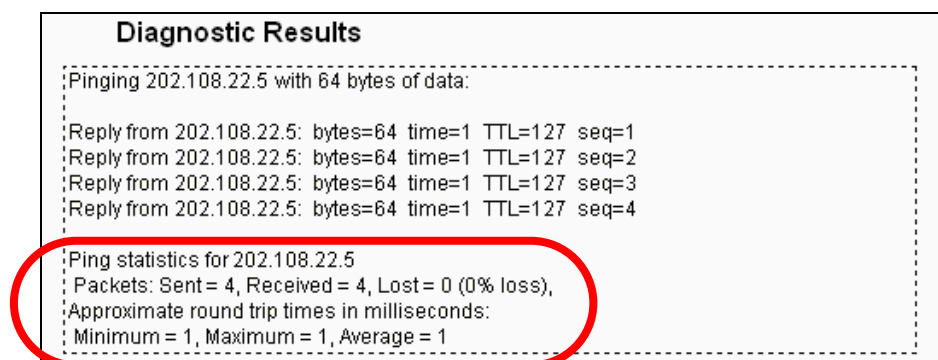 Diagnostic Results
Pinging 202.108.22.5 with 64 bytes of data:
Reply from 202.108.22.5: bytes=64 time=1 TTL=127 seq=1
Reply from 202.108.22.5: bytes=64 time=1 TTL=127 seq=2
Reply from 202.108.22.5: bytes=64 time=1 TTL=127 seq=3
Reply from 202.108.22.5: bytes=64 time=1 TTL=127 seq=4
Ping statistics for 202.108.22.5
Packets: Sent = 4, Received = 4, Lost = 0 (0% loss),
Approximate round trip times in milliseconds:
Minimum = 1, Maximum = 1, Average = 1